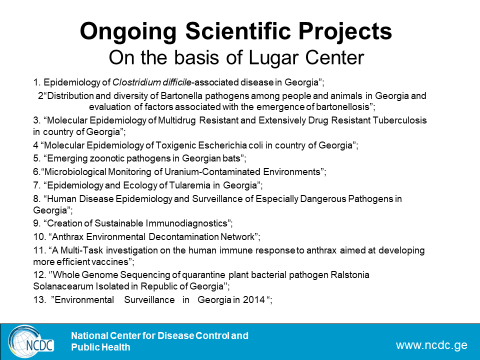 Ongoing Scientific Projects
On the basis of Lugar Center
1. Epidemiology of Clostridium difficile-associated disease in Georgia";
2"Distribution and diversity of Bartonella pathogens among people and animals in Georgia and
evaluation of factors associated with the emergence of bartonellosis";
3. "Molecular Epidemiology of Multidrug Resistant and Extensively Drug Resistant Tuberculosis
in country of Georgia";
4 "Molecular Epidemiology of Toxigenic Escherichia coli in country of Georgia";
5. "Emerging zoonotic pathogens in Georgian bats";
6."Microbiological Monitoring of Uranium-Contaminated Environments";
7. "Epidemiology and Ecology of Tularemia in Georgia";
8. "Human Disease Epidemiology and Surveillance of Especially Dangerous Pathogens in
Georgia";
9. "Creation of Sustainable Immunodiagnostics";
10. "Anthrax Environmental Decontamination Network";
11. "A Multi-Task investigation on the human immune response to anthrax aimed at developing
more efficient vaccines";
12. "Whole Genome Sequencing of quarantine plant bacterial pathogen Ralstonia
Solanacearum Isolated in Republic of Georgia";
13. "Environmental Surveillance in Georgia in 2014 ";
NCDC
National Center for Disease Control and
Public Health
www.ncdc.ge